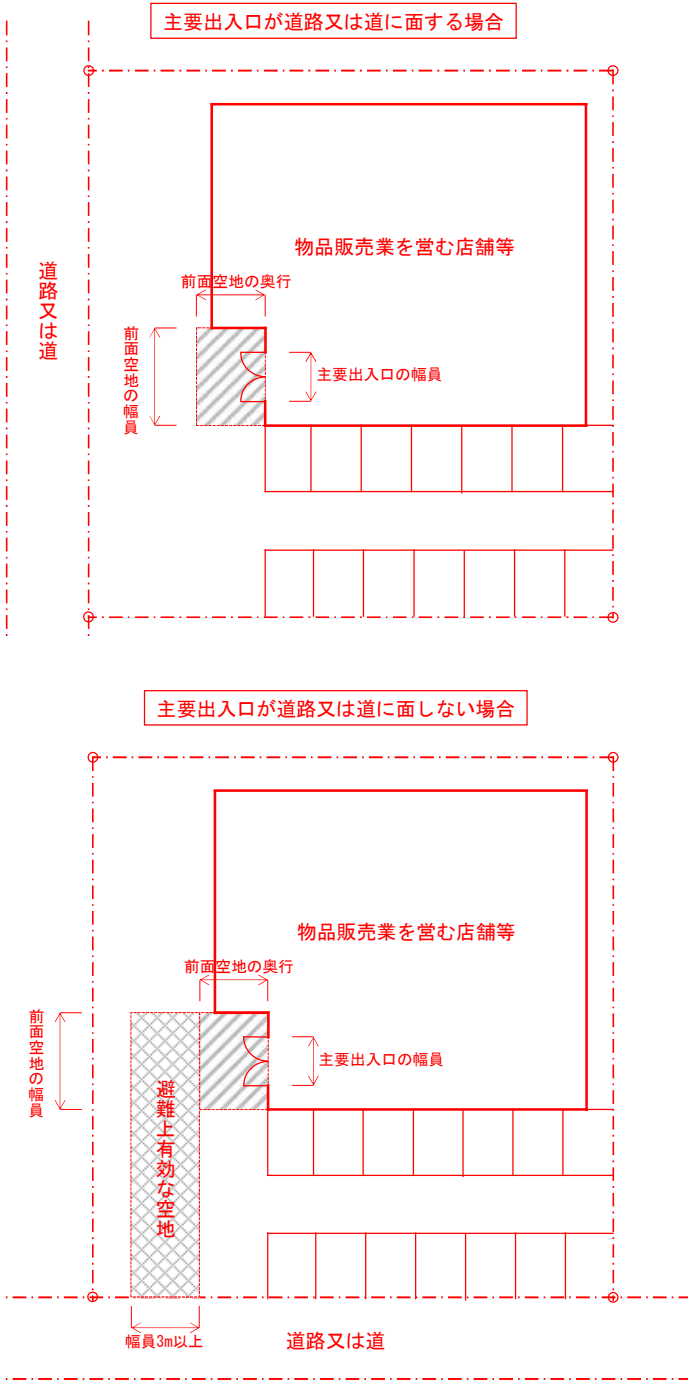 主要出入口が道路又は道に面する場合
物品販売業を営む店舗等
道路又は道
前面空地の奥行
前面空地の幅員
主要出入口の幅員
主要出入口が道路又は道に面しない場合
物品販売業を営む店舗等
前面空地の奥行
前面空地の幅員
主要出入口の幅員
避難上有効な空地
幅員3m以上
道路又は道